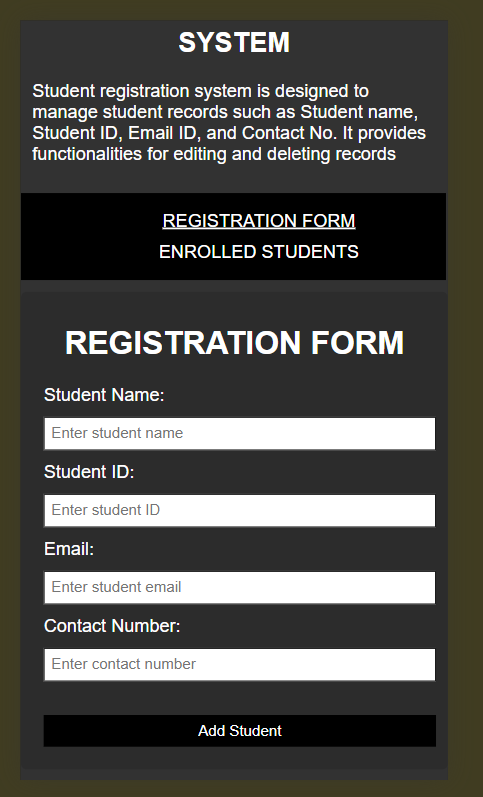 SYSTEM
Student registration system is designed to
manage student records such as Student name,
Student ID, Email ID, and Contact No. It provides
functionalities for editing and deleting records
REGISTRATION FORM
ENROLLED STUDENTS
REGISTRATION FORM
Student Name:
Enter student name
Student ID:
Enter student ID
Email:
Enter student email
Contact Number:
Enter contact number
Add Student